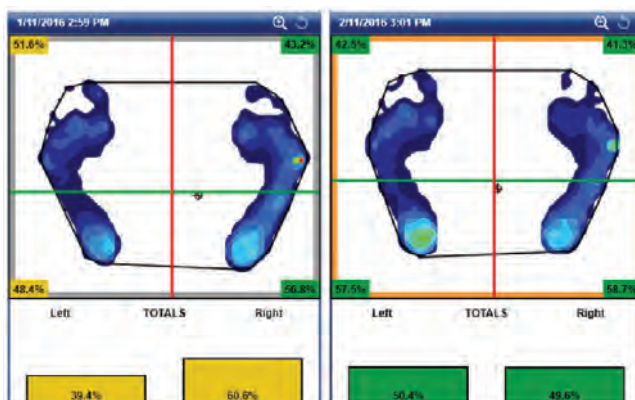 1/11/2016 2:59 PM
51.6% 43.2%
48.4% 56.8%
Left TOTALS Right
39.4% 60.6%
2/11/2016 3:01 PM
42.5% 41.3%
57.5% 58.7%
Left TOTALS Right
50.4% 49.6%